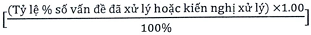 [(Tỷ lệ % số vấn đề đã xử lý hoặc kiến nghị xử lý) ×1.00
100%]